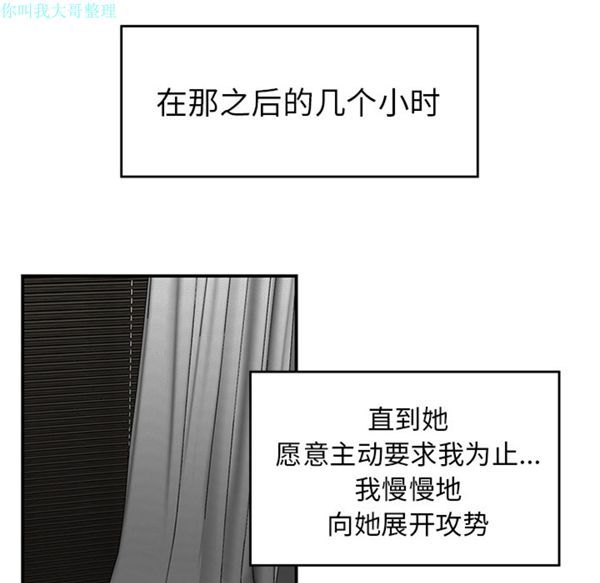 你叫我大哥整理
在那之后的几个小时
直到她
愿意主动要求我为止...
我慢慢地
向她展开攻势